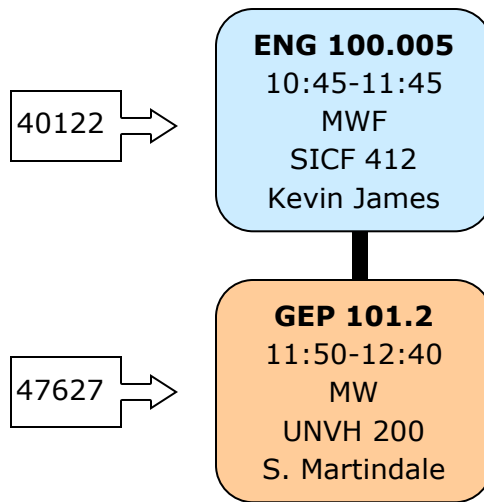 40122
ENG 100.005
10:45-11:45
MWF
SICF 412
Kevin James
47627
GEP 101.2
11:50-12:40
MW
UNVH 200
S. Martindale